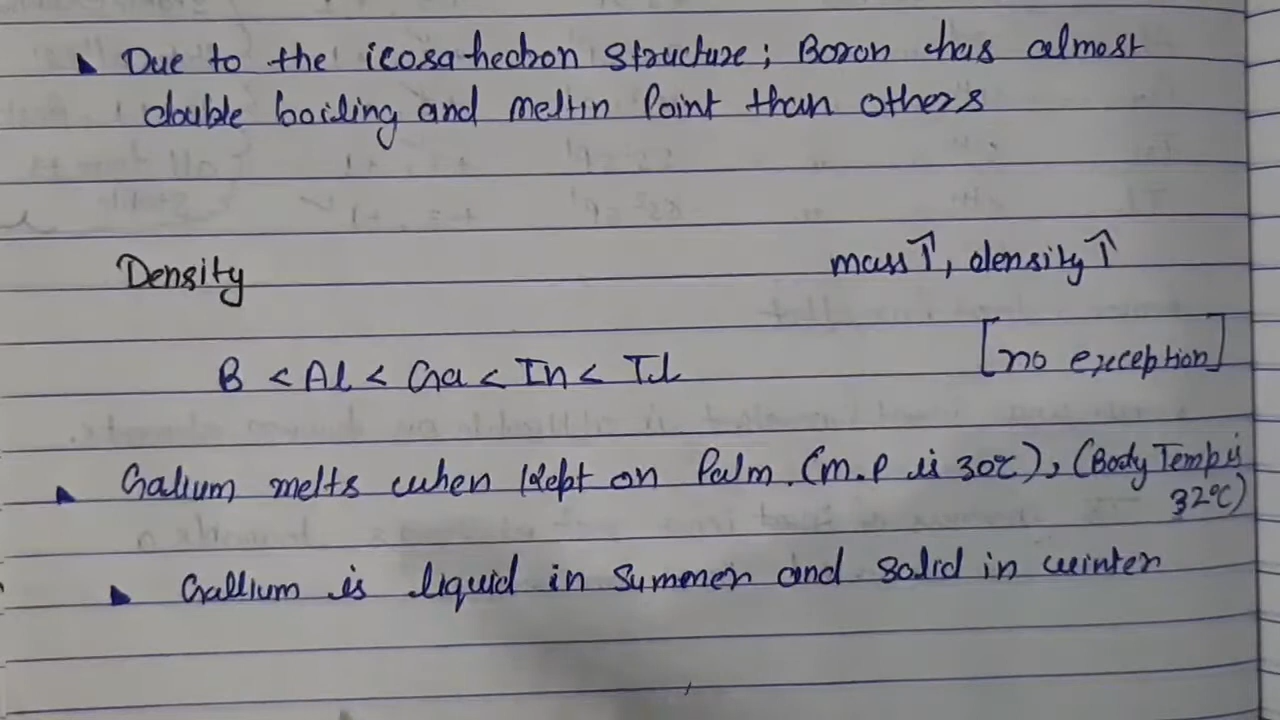 Due to the icosahedron structure; Boron has almost
double boiling and meltin Point than others
Density
mass↑, density↑
B < Al < Ga < In < Tl
[no exception]
Galium melts when kept on Palm. (m.p is 30°C), (Body Temp is
32°C)
Gallium is liquid in summer and solid in winter